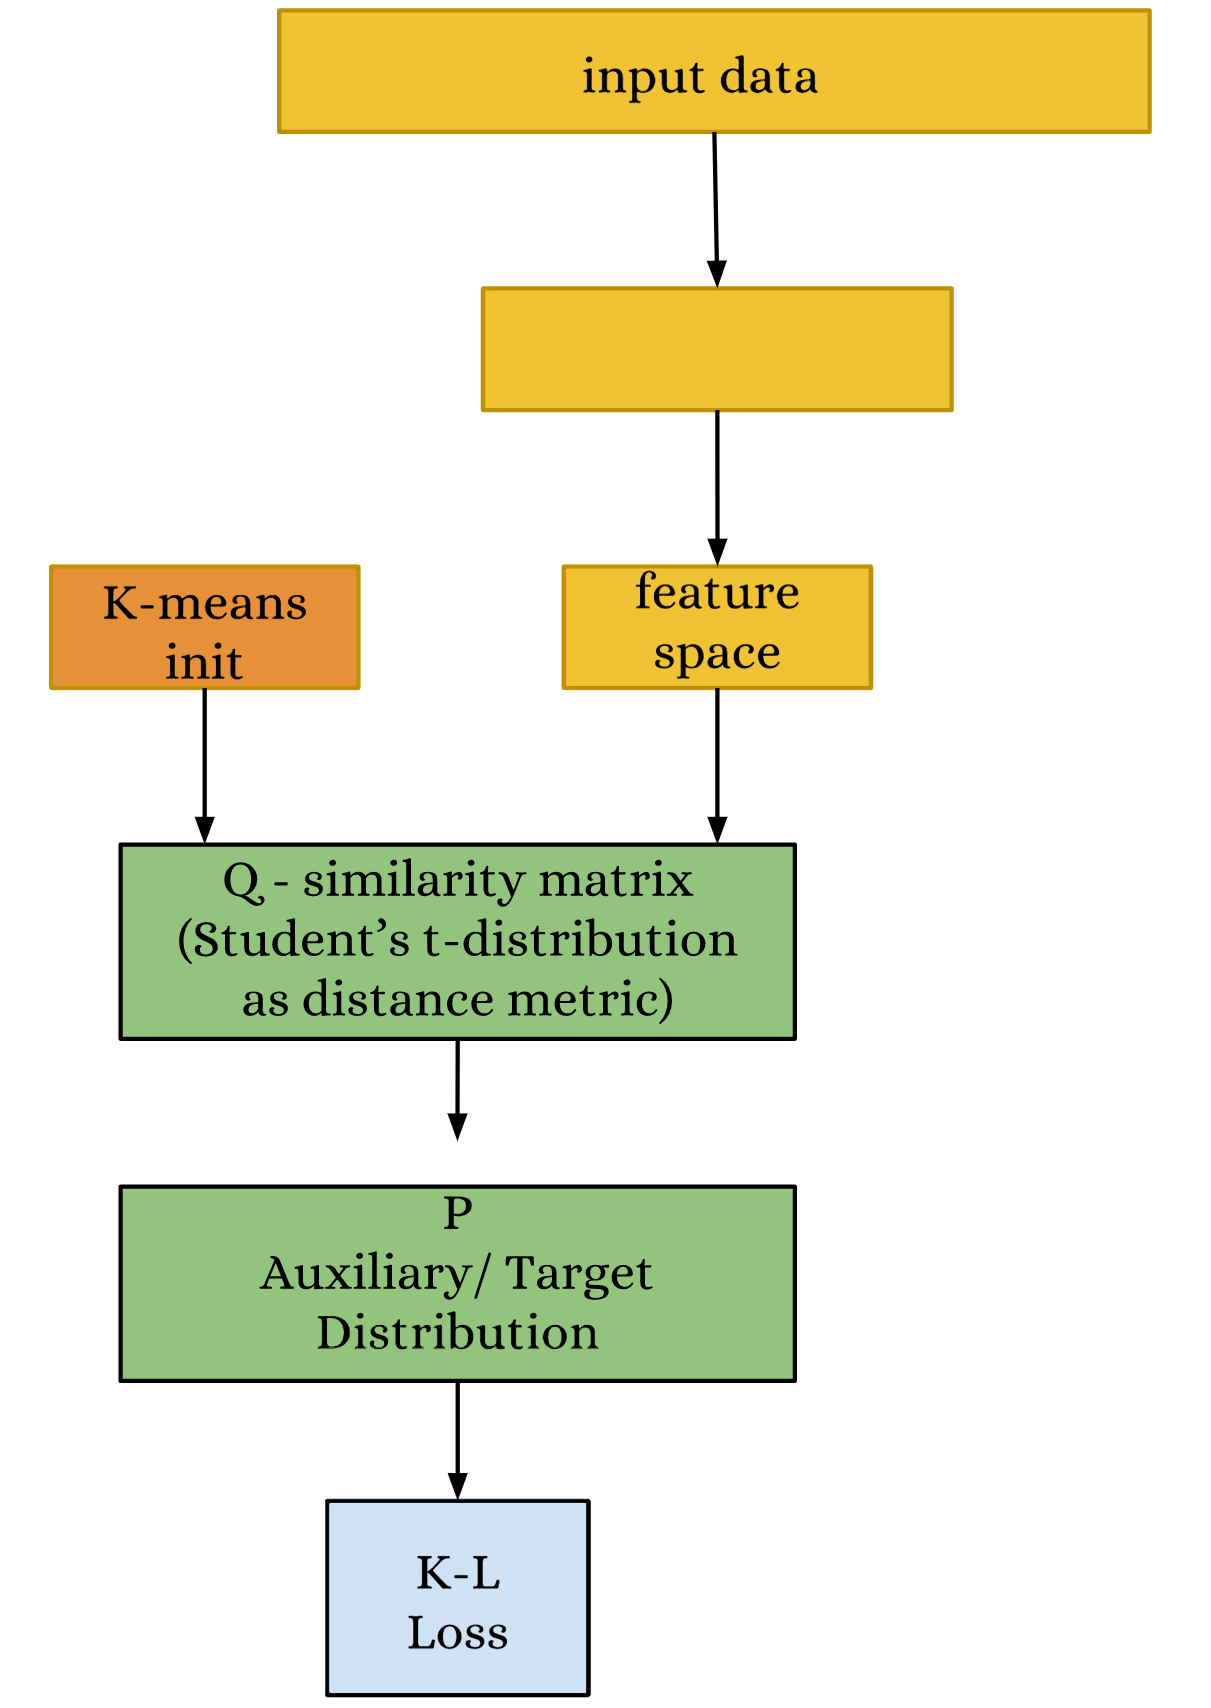 input data
K-means
init
feature
space
Q - similarity matrix
(Student’s t-distribution
as distance metric)
P
Auxiliary/ Target
Distribution
K-L
Loss